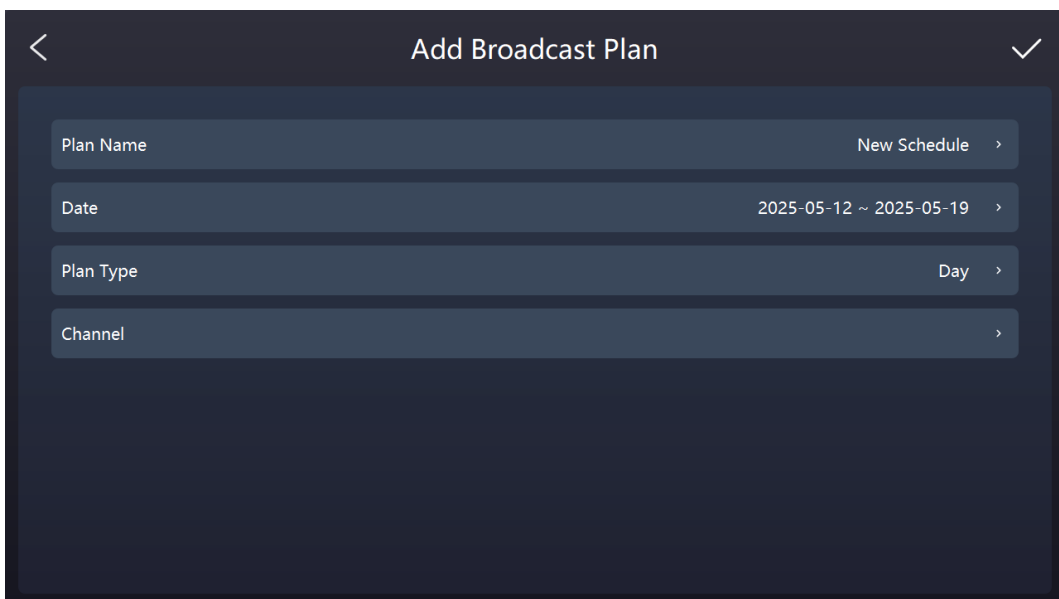 Add Broadcast Plan
Plan Name New Schedule
Date 2025-05-12 ~ 2025-05-19
Plan Type Day
Channel